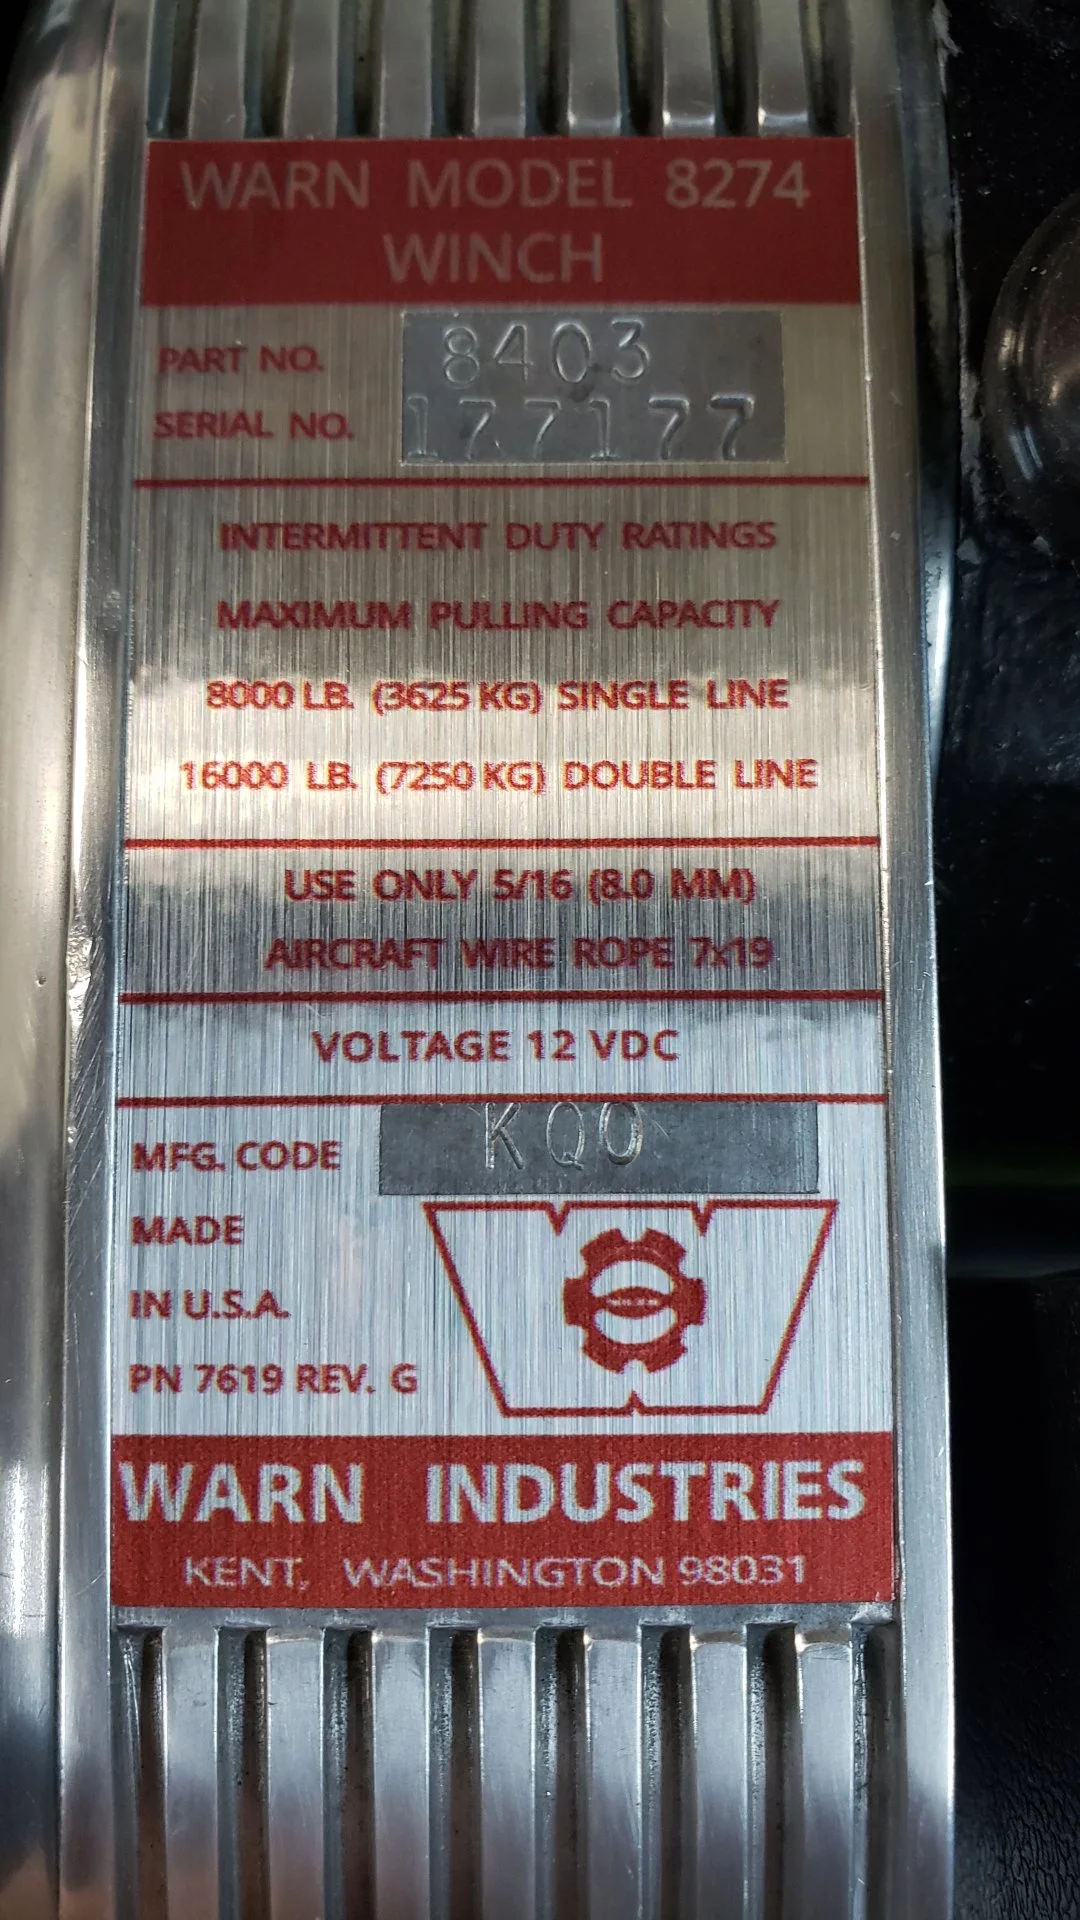 WARN MODEL 8274
WINCH
PART NO. 8403
SERIAL NO. 177177
INTERMITTENT DUTY RATINGS
MAXIMUM PULLING CAPACITY
8000 LB. (3625 KG) SINGLE LINE
16000 LB. (7250 KG) DOUBLE LINE
USE ONLY 5/16 (8.0 MM)
AIRCRAFT WIRE ROPE 7x19
VOLTAGE 12 VDC
MFG. CODE KQO
MADE
IN U.S.A.
PN 7619 REV. G
WARN INDUSTRIES
KENT, WASHINGTON 98031